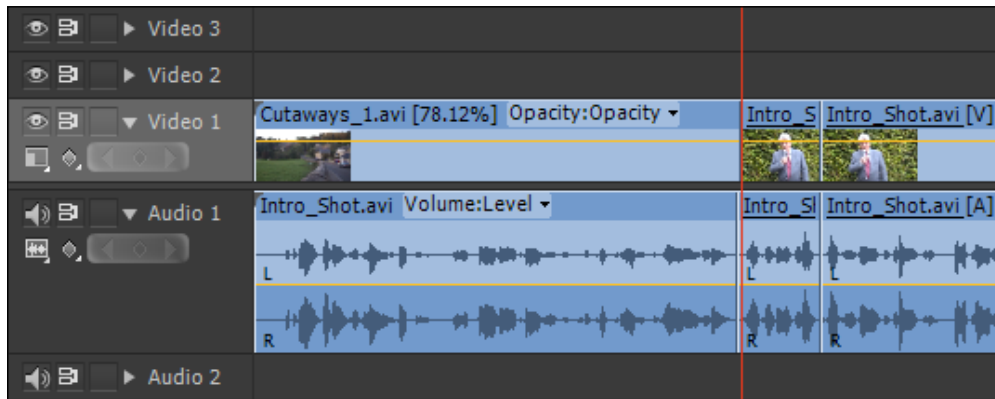 Video 3
Video 2
Video 1
Cutaways_1.avi [78.12%] Opacity:Opacity
Intro_S
Intro_Shot.avi [V]
Audio 1
Intro_Shot.avi Volume:Level
Intro_Sh
Intro_Shot.avi [A]
L
L
L
R
R
R
Audio 2